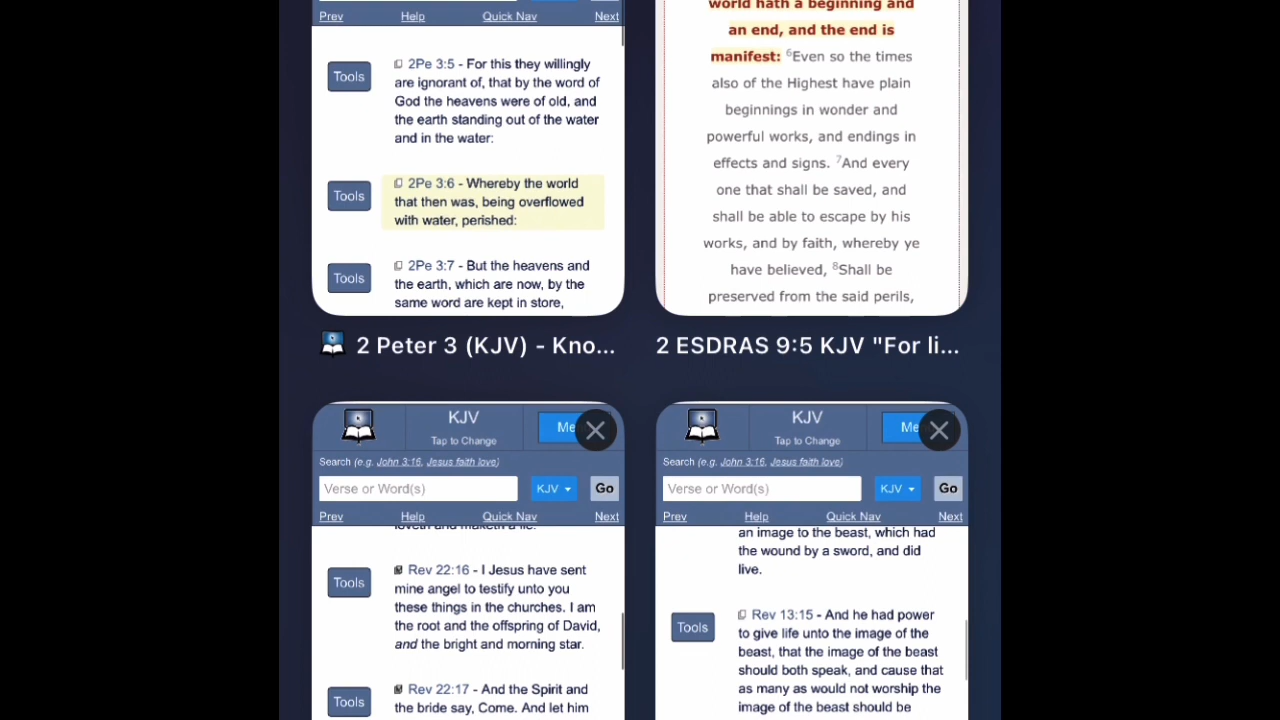 Prev Help Quick Nav Next
Tools
2Pe 3:5 - For this they willingly
are ignorant of, that by the word of
God the heavens were of old, and
the earth standing out of the water
and in the water:
Tools
2Pe 3:6 - Whereby the world
that then was, being overflowed
with water, perished:
Tools
2Pe 3:7 - But the heavens and
the earth, which are now, by the
same word are kept in store,
2 Peter 3 (KJV) - Kno...
world hath a beginning and
an end, and the end is
manifest: 6Even so the times
also of the Highest have plain
beginnings in wonder and
powerful works, and endings in
effects and signs. 7And every
one that shall be saved, and
shall be able to escape by his
works, and by faith, whereby ye
have believed, 8Shall be
preserved from the said perils,
2 ESDRAS 9:5 KJV "For li...
KJV
Tap to Change
Me
Search (e.g. John 3:16, Jesus faith love)
Verse or Word(s) KJV Go
Prev Help Quick Nav Next
loveth and maketh a lie.
Tools
Rev 22:16 - I Jesus have sent
mine angel to testify unto you
these things in the churches. I am
the root and the offspring of David,
and the bright and morning star.
Tools
Rev 22:17 - And the Spirit and
the bride say, Come. And let him
KJV
Tap to Change
Me
Search (e.g. John 3:16, Jesus faith love)
Verse or Word(s) KJV Go
Prev Help Quick Nav Next
an image to the beast, which had
the wound by a sword, and did
live.
Tools
Rev 13:15 - And he had power
to give life unto the image of the
beast, that the image of the beast
should both speak, and cause that
as many as would not worship the
image of the beast should be